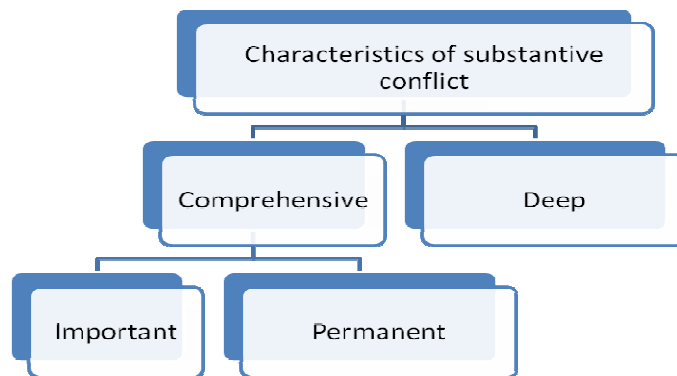 Characteristics of substantive
conflict
Comprehensive
Deep
Important
Permanent